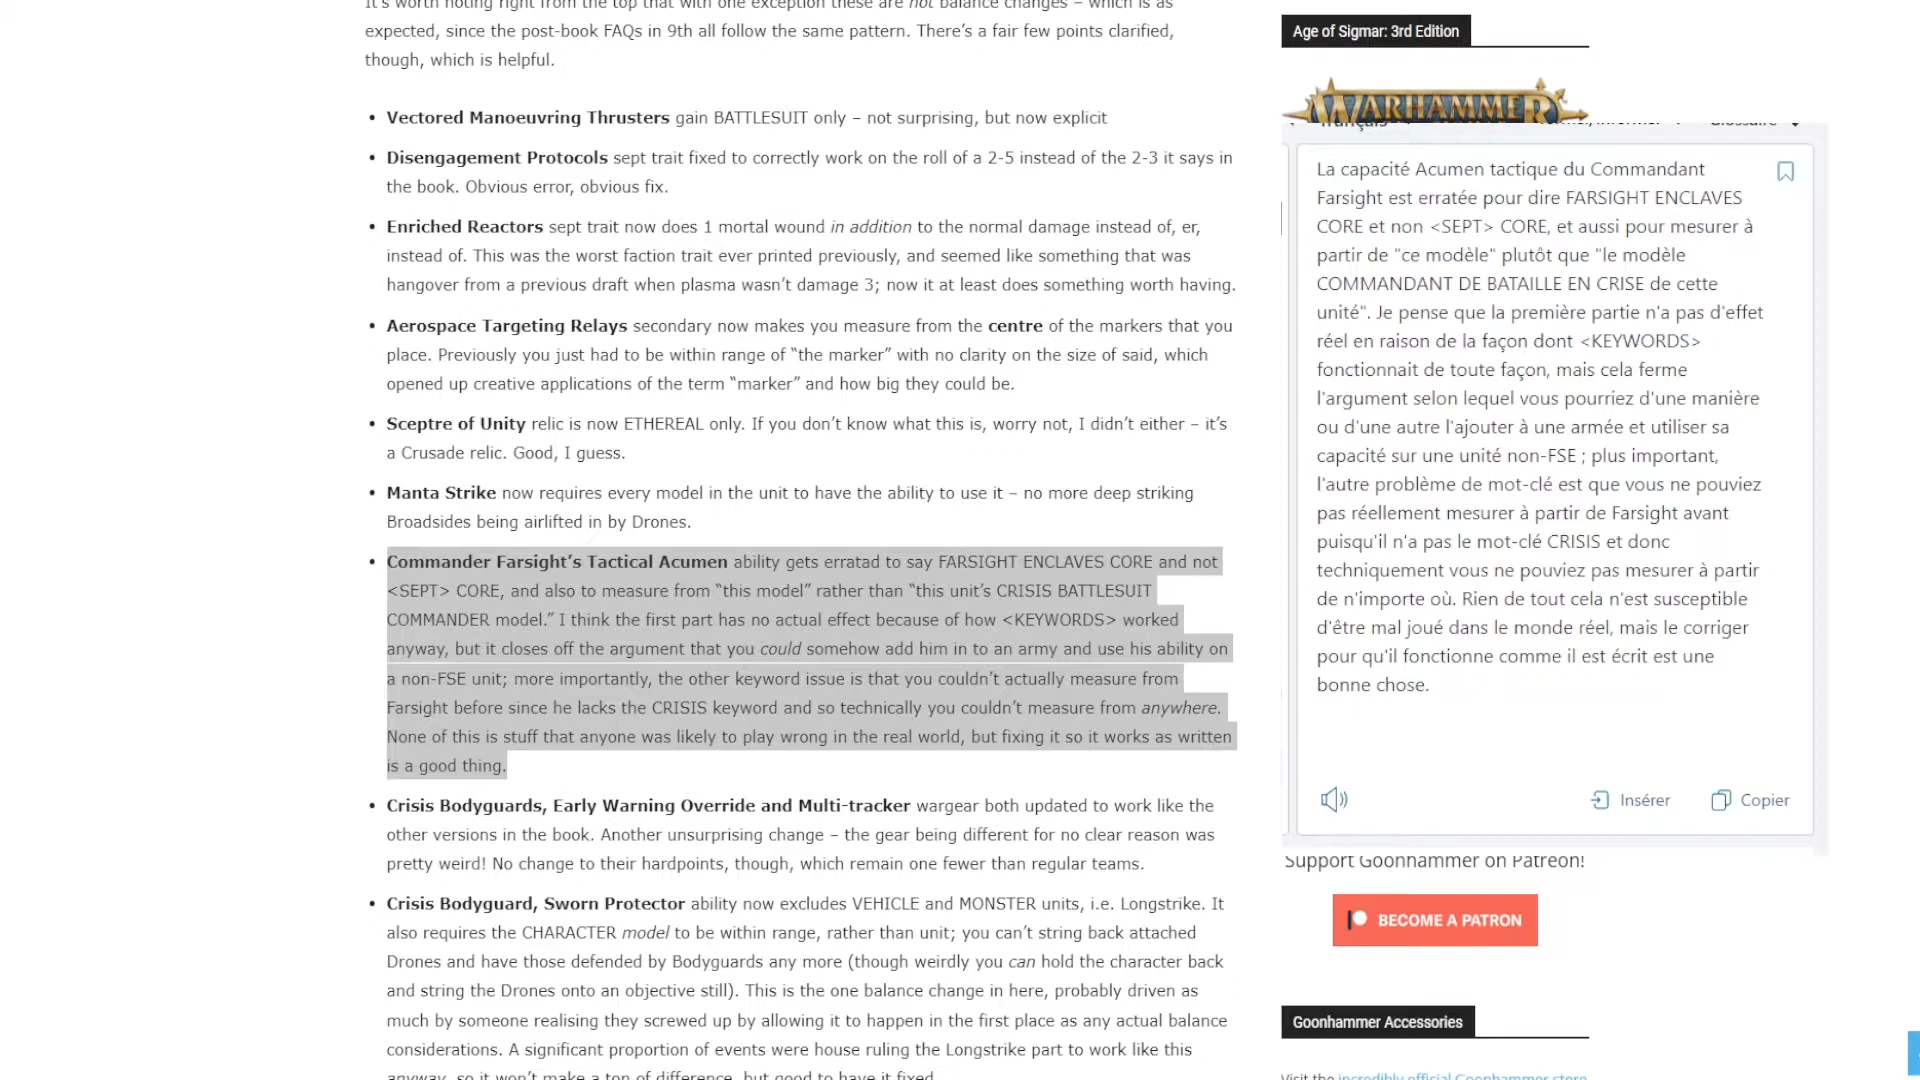 It's worth noting right from the top that with one exception these are not balance changes – which is as
expected, since the post-book FAQs in 9th all follow the same pattern. There's a fair few points clarified,
though, which is helpful.
• Vectored Manoeuvring Thrusters gain BATTLESUIT only – not surprising, but now explicit
• Disengagement Protocols sept trait fixed to correctly work on the roll of a 2-5 instead of the 2-3 it says in
the book. Obvious error, obvious fix.
• Enriched Reactors sept trait now does 1 mortal wound in addition to the normal damage instead of, er,
instead of. This was the worst faction trait ever printed previously, and seemed like something that was
hangover from a previous draft when plasma wasn't damage 3; now it at least does something worth having.
• Aerospace Targeting Relays secondary now makes you measure from the centre of the markers that you
place. Previously you just had to be within range of "the marker" with no clarity on the size of said, which
opened up creative applications of the term "marker" and how big they could be.
• Sceptre of Unity relic is now ETHEREAL only. If you don't know what this is, worry not, I didn't either – it's
a Crusade relic. Good, I guess.
• Manta Strike now requires every model in the unit to have the ability to use it – no more deep striking
Broadsides being airlifted in by Drones.
• Commander Farsight's Tactical Acumen ability gets erratad to say FARSIGHT ENCLAVES CORE and not
<SEPT> CORE, and also to measure from "this model" rather than "this unit's CRISIS BATTLESUIT
COMMANDER model." I think the first part has no actual effect because of how <KEYWORDS> worked
anyway, but it closes off the argument that you could somehow add him in to an army and use his ability on
a non-FSE unit; more importantly, the other keyword issue is that you couldn't actually measure from
Farsight before since he lacks the CRISIS keyword and so technically you couldn't measure from anywhere.
None of this is stuff that anyone was likely to play wrong in the real world, but fixing it so it works as written
is a good thing.
• Crisis Bodyguards, Early Warning Override and Multi-tracker wargear both updated to work like the
other versions in the book. Another unsurprising change – the gear being different for no clear reason was
pretty weird! No change to their hardpoints, though, which remain one fewer than regular teams.
• Crisis Bodyguard, Sworn Protector ability now excludes VEHICLE and MONSTER units, i.e. Longstrike. It
also requires the CHARACTER model to be within range, rather than unit; you can't string back attached
Drones and have those defended by Bodyguards any more (though weirdly you can hold the character back
and string the Drones onto an objective still). This is the one balance change in here, probably driven as
much by someone realising they screwed up by allowing it to happen in the first place as any actual balance
considerations. A significant proportion of events were house ruling the Longstrike part to work like this
anyway, so it won't make a ton of difference, but good to have it fixed.
Age of Sigmar: 3rd Edition
WARHAMMER
français
Glossaire
La capacité Acumen tactique du Commandant
Farsight est erratée pour dire FARSIGHT ENCLAVES
CORE et non <SEPT> CORE, et aussi pour mesurer à
partir de "ce modèle" plutôt que "le modèle
COMMANDANT DE BATAILLE EN CRISE de cette
unité". Je pense que la première partie n'a pas d'effet
réel en raison de la façon dont <KEYWORDS>
fonctionnait de toute façon, mais cela ferme
l'argument selon lequel vous pourriez d'une manière
ou d'une autre l'ajouter à une armée et utiliser sa
capacité sur une unité non-FSE ; plus important,
l'autre problème de mot-clé est que vous ne pouviez
pas réellement mesurer à partir de Farsight avant
puisqu'il n'a pas le mot-clé CRISIS et donc
techniquement vous ne pouviez pas mesurer à partir
de n'importe où. Rien de tout cela n'est susceptible
d'être mal joué dans le monde réel, mais le corriger
pour qu'il fonctionne comme il est écrit est une
bonne chose.
Insérer
Copier
Support Goonhammer on Patreon!
BECOME A PATRON
Goonhammer Accessories
Visit the incredibly official Goonhammer store